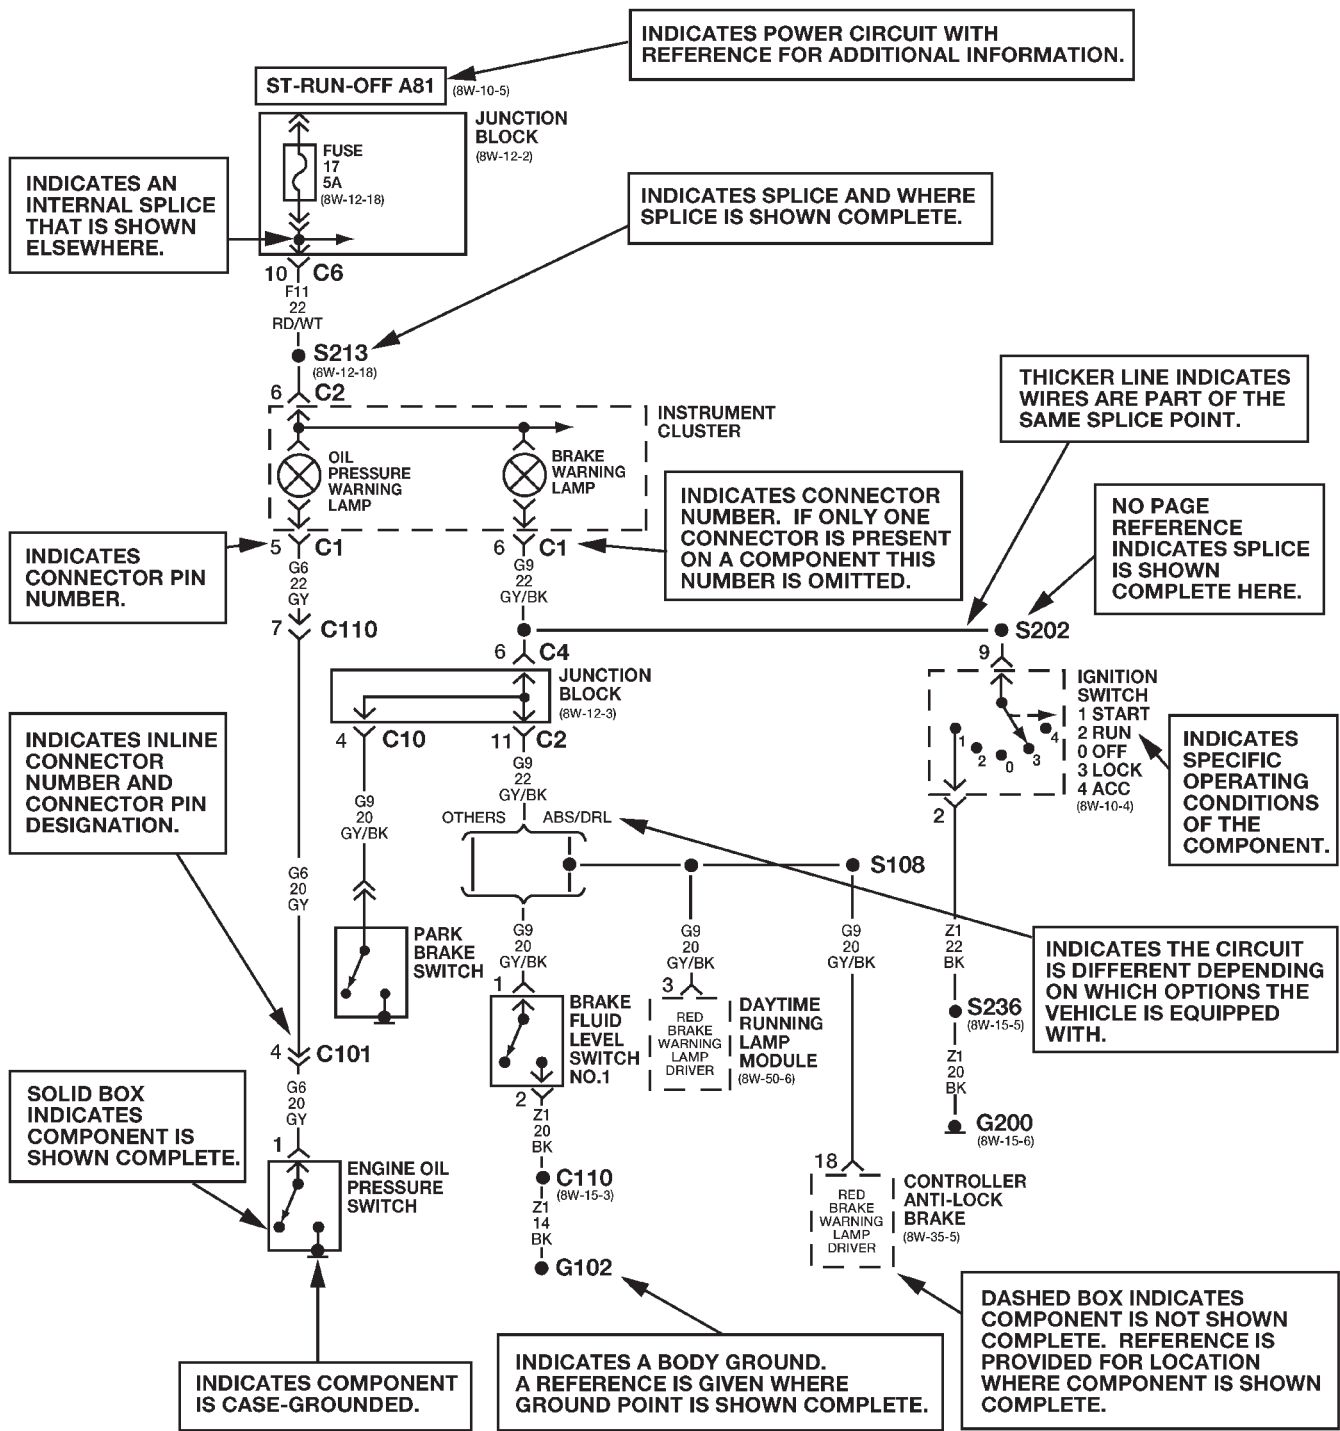 INDICATES POWER CIRCUIT WITH
REFERENCE FOR ADDITIONAL INFORMATION.
ST-RUN-OFF A81
(8W-10-5)
JUNCTION
BLOCK
(8W-12-2)
FUSE
17
5A
(8W-12-18)
INDICATES AN
INTERNAL SPLICE
THAT IS SHOWN
ELSEWHERE.
INDICATES SPLICE AND WHERE
SPLICE IS SHOWN COMPLETE.
10 C6
F11
22
RD/WT
S213
(8W-12-18)
6 C2
INSTRUMENT
CLUSTER
OIL
PRESSURE
WARNING
LAMP
BRAKE
WARNING
LAMP
THICKER LINE INDICATES
WIRES ARE PART OF THE
SAME SPLICE POINT.
INDICATES CONNECTOR
NUMBER. IF ONLY ONE
CONNECTOR IS PRESENT
ON A COMPONENT THIS
NUMBER IS OMITTED.
NO PAGE
REFERENCE
INDICATES SPLICE
IS SHOWN
COMPLETE HERE.
INDICATES
CONNECTOR PIN
NUMBER.
5 C1
G6
22
GY
7 C110
6 C1
G9
22
GY/BK
S202
6 C4
9
JUNCTION
BLOCK
(8W-12-3)
IGNITION
SWITCH
1 START
2 RUN
0 OFF
3 LOCK
4 ACC
(8W-10-4)
1
2
0
3
4
2
INDICATES
SPECIFIC
OPERATING
CONDITIONS
OF THE
COMPONENT.
INDICATES INLINE
CONNECTOR
NUMBER AND
CONNECTOR PIN
DESIGNATION.
4 C10
11 C2
G9
22
GY/BK
G9
20
GY/BK
OTHERS ABS/DRL
S108
G6
20
GY
PARK
BRAKE
SWITCH
G9
20
GY/BK
G9
20
GY/BK
G9
20
GY/BK
Z1
22
BK
INDICATES THE CIRCUIT
IS DIFFERENT DEPENDING
ON WHICH OPTIONS THE
VEHICLE IS EQUIPPED
WITH.
1
BRAKE
FLUID
LEVEL
SWITCH
NO.1
3
RED
BRAKE
WARNING
LAMP
DRIVER
DAYTIME
RUNNING
LAMP
MODULE
(8W-50-6)
S236
(8W-15-5)
Z1
20
BK
G200
(8W-15-6)
4 C101
G6
20
GY
1
SOLID BOX
INDICATES
COMPONENT IS
SHOWN COMPLETE.
ENGINE OIL
PRESSURE
SWITCH
2
Z1
20
BK
C110
(8W-15-3)
Z1
14
BK
G102
18
RED
BRAKE
WARNING
LAMP
DRIVER
CONTROLLER
ANTI-LOCK
BRAKE
(8W-35-5)
DASHED BOX INDICATES
COMPONENT IS NOT SHOWN
COMPLETE. REFERENCE IS
PROVIDED FOR LOCATION
WHERE COMPONENT IS SHOWN
COMPLETE.
INDICATES COMPONENT
IS CASE-GROUNDED.
INDICATES A BODY GROUND.
A REFERENCE IS GIVEN WHERE
GROUND POINT IS SHOWN COMPLETE.